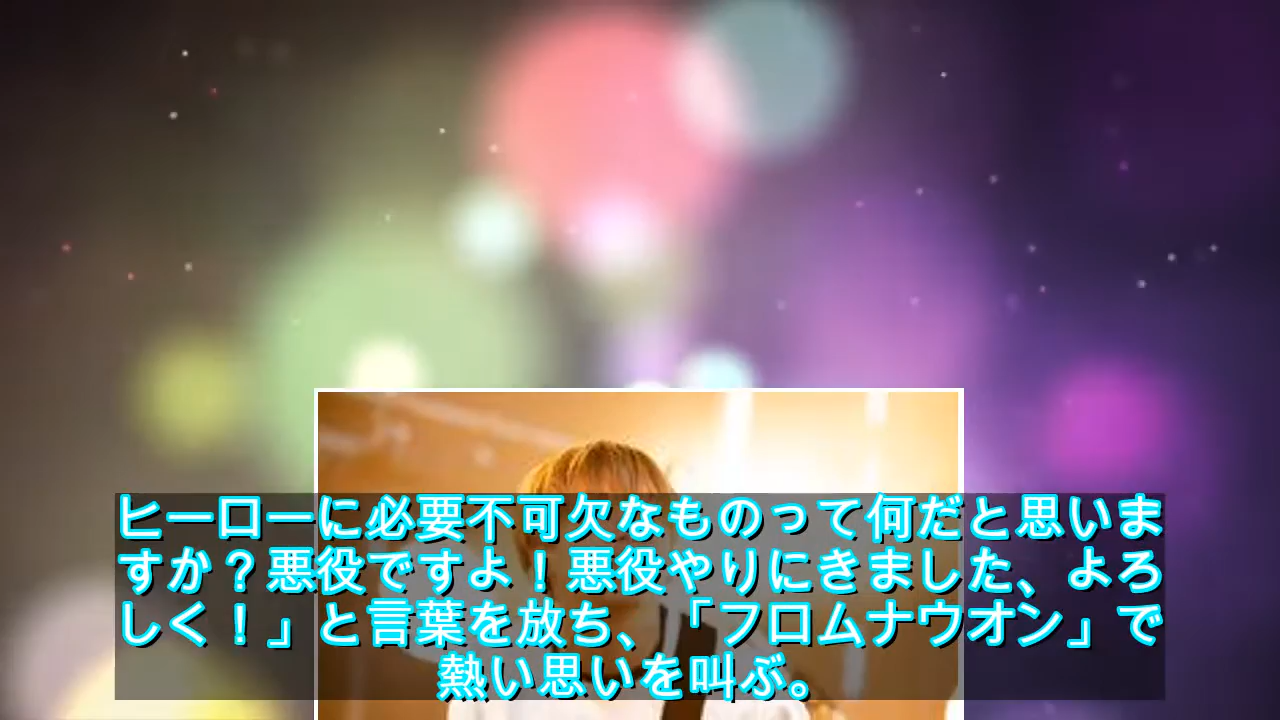 ヒーローに必要不可欠なものって何だと思いま
すか？悪役ですよ！悪役やりにきました、よろ
しく！」と言葉を放ち、「フロムナウオン」で
熱い思いを叫ぶ。